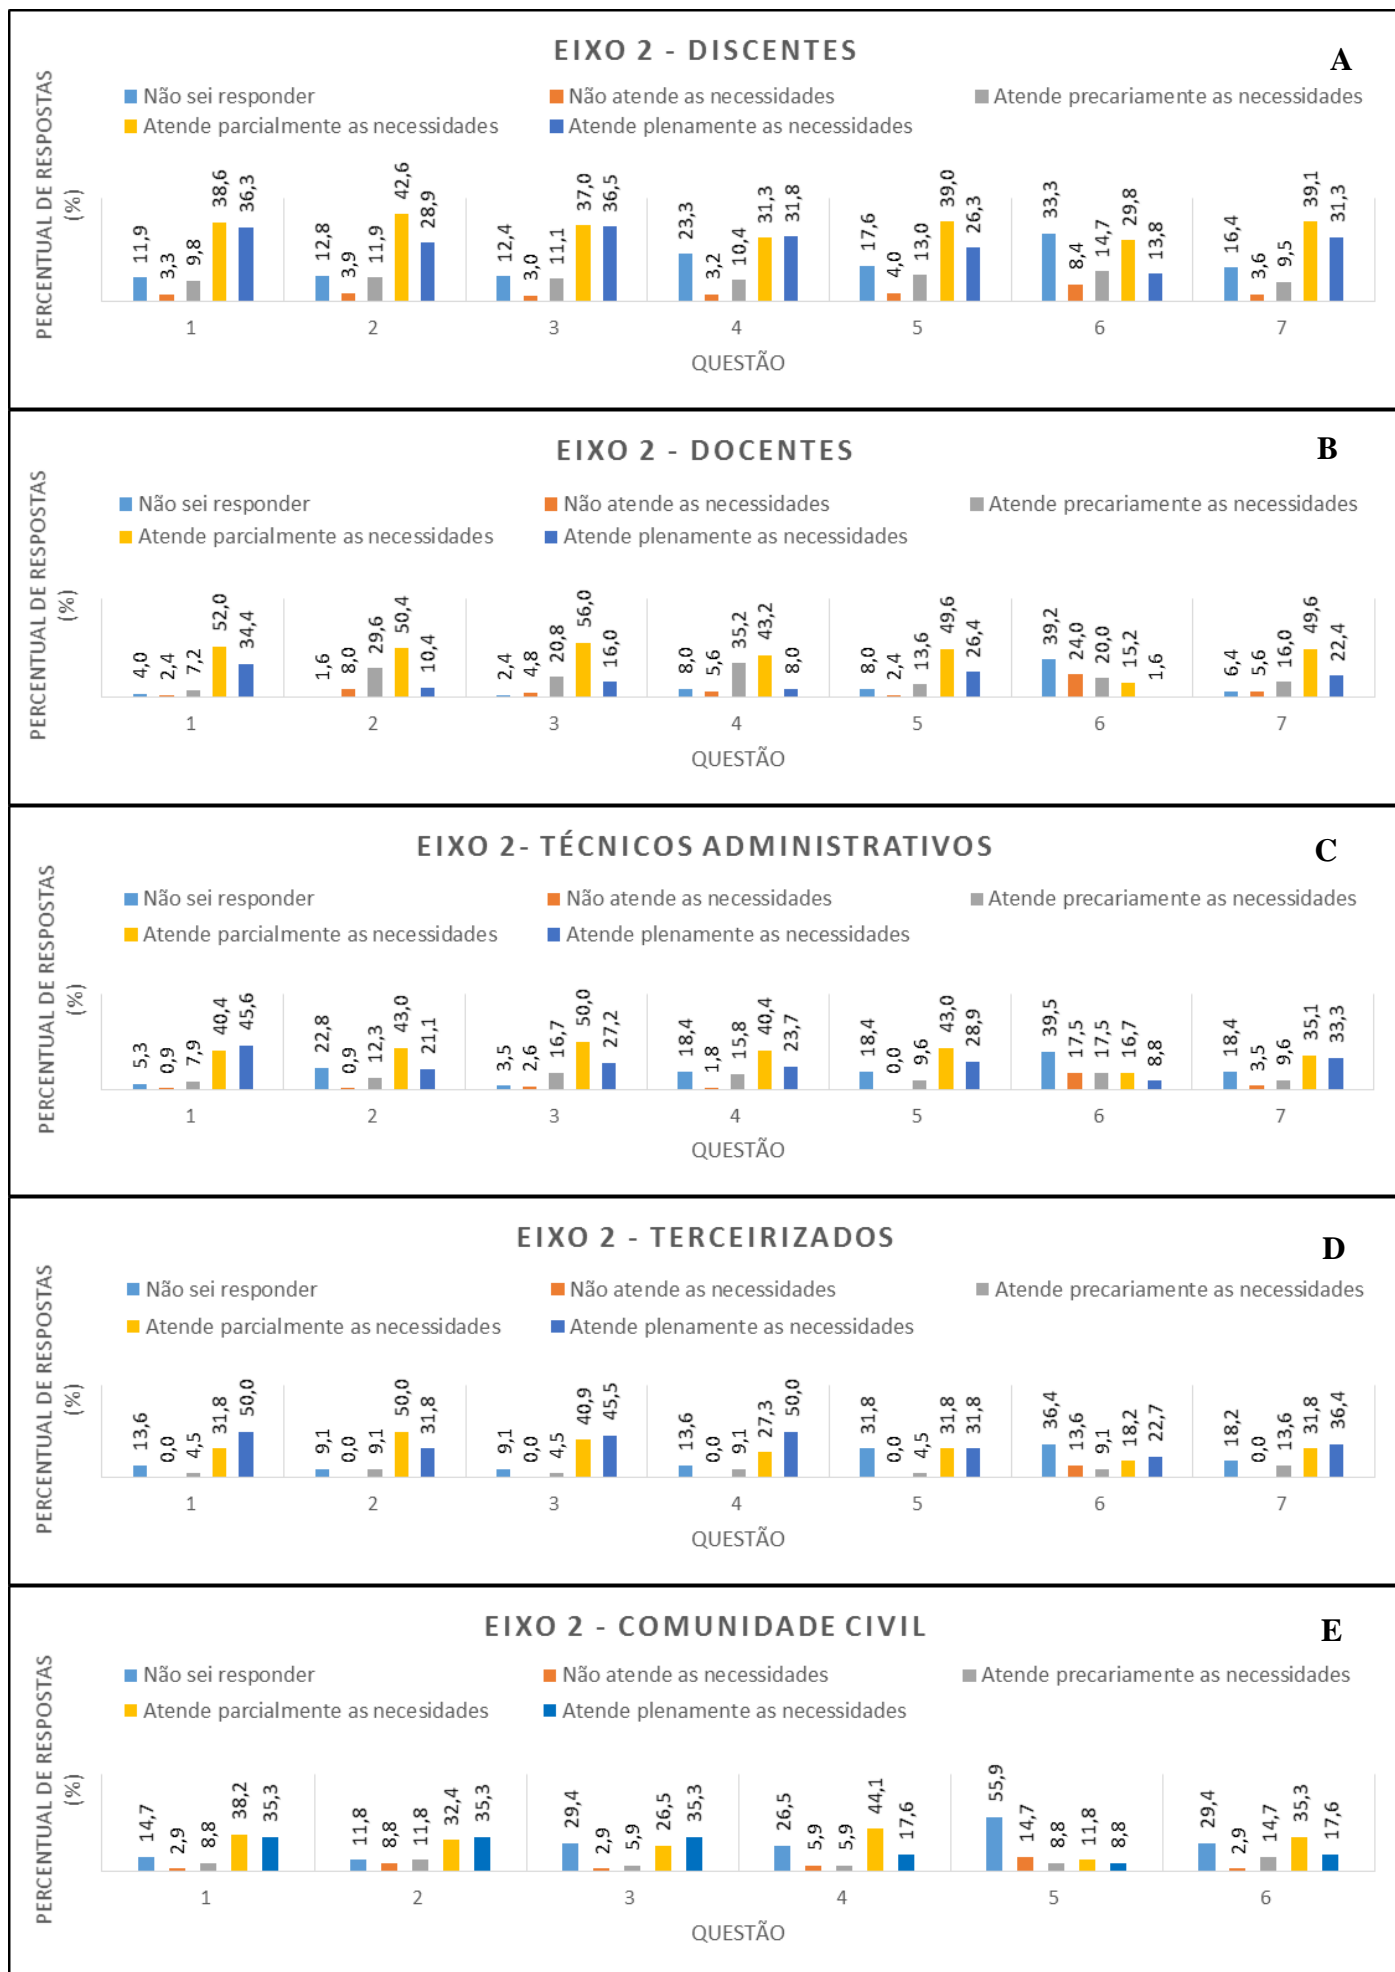 EIXO 2 - DISCENTES
A
PERCENTUAL DE RESPOSTAS
(%)
Não sei responder
Não atende as necessidades
Atende precariamente as necessidades
Atende parcialmente as necessidades
Atende plenamente as necessidades
11,9 3,3 9,8 38,6 36,3
12,8 3,9 11,9 42,6 28,9
12,4 3,0 11,1 37,0 36,5
23,3 3,2 10,4 31,3 31,8
17,6 4,0 13,0 39,0 26,3
33,3 8,4 14,7 29,8 13,8
16,4 3,6 9,5 39,1 31,3
1 2 3 4 5 6 7
QUESTÃO
EIXO 2 - DOCENTES
B
PERCENTUAL DE RESPOSTAS
(%)
Não sei responder
Não atende as necessidades
Atende precariamente as necessidades
Atende parcialmente as necessidades
Atende plenamente as necessidades
4,0 2,4 7,2 52,0 34,4
1,6 8,0 29,6 50,4 10,4
2,4 4,8 20,8 56,0 16,0
8,0 5,6 35,2 43,2 8,0
8,0 2,4 13,6 49,6 26,4
39,2 24,0 20,0 15,2 1,6
6,4 5,6 16,0 49,6 22,4
1 2 3 4 5 6 7
QUESTÃO
EIXO 2- TÉCNICOS ADMINISTRATIVOS
C
PERCENTUAL DE RESPOSTAS
(%)
Não sei responder
Não atende as necessidades
Atende precariamente as necessidades
Atende parcialmente as necessidades
Atende plenamente as necessidades
5,3 0,9 7,9 40,4 45,6
22,8 0,9 12,3 43,0 21,1
3,5 2,6 16,7 50,0 27,2
18,4 1,8 15,8 40,4 23,7
18,4 0,0 9,6 43,0 28,9
39,5 17,5 17,5 16,7 8,8
18,4 3,5 9,6 35,1 33,3
1 2 3 4 5 6 7
QUESTÃO
EIXO 2 - TERCEIRIZADOS
D
PERCENTUAL DE RESPOSTAS
(%)
Não sei responder
Não atende as necessidades
Atende precariamente as necessidades
Atende parcialmente as necessidades
Atende plenamente as necessidades
13,6 0,0 4,5 31,8 50,0
9,1 0,0 9,1 50,0 31,8
9,1 0,0 4,5 40,9 45,5
13,6 0,0 9,1 27,3 50,0
31,8 0,0 4,5 31,8 31,8
36,4 13,6 9,1 18,2 22,7
18,2 0,0 13,6 31,8 36,4
1 2 3 4 5 6 7
QUESTÃO
EIXO 2 - COMUNIDADE CIVIL
E
PERCENTUAL DE RESPOSTAS
(%)
Não sei responder
Não atende as necessidades
Atende precariamente as necessidades
Atende parcialmente as necesidades
Atende plenamente as necessidades
14,7 2,9 8,8 38,2 35,3
11,8 8,8 11,8 32,4 35,3
29,4 2,9 5,9 26,5 35,3
26,5 5,9 5,9 44,1 17,6
55,9 14,7 8,8 11,8 8,8
29,4 2,9 14,7 35,3 17,6
1 2 3 4 5 6
QUESTÃO